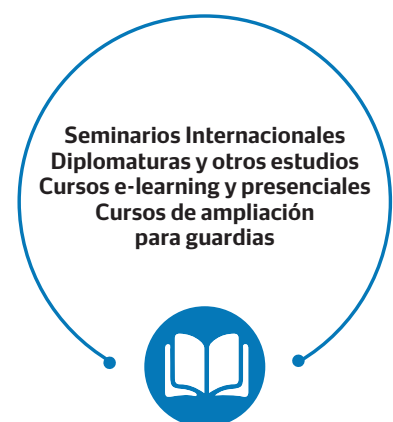 Seminarios Internacionales
Diplomaturas y otros estudios
Cursos e-learning y presenciales
Cursos de ampliación
para guardias